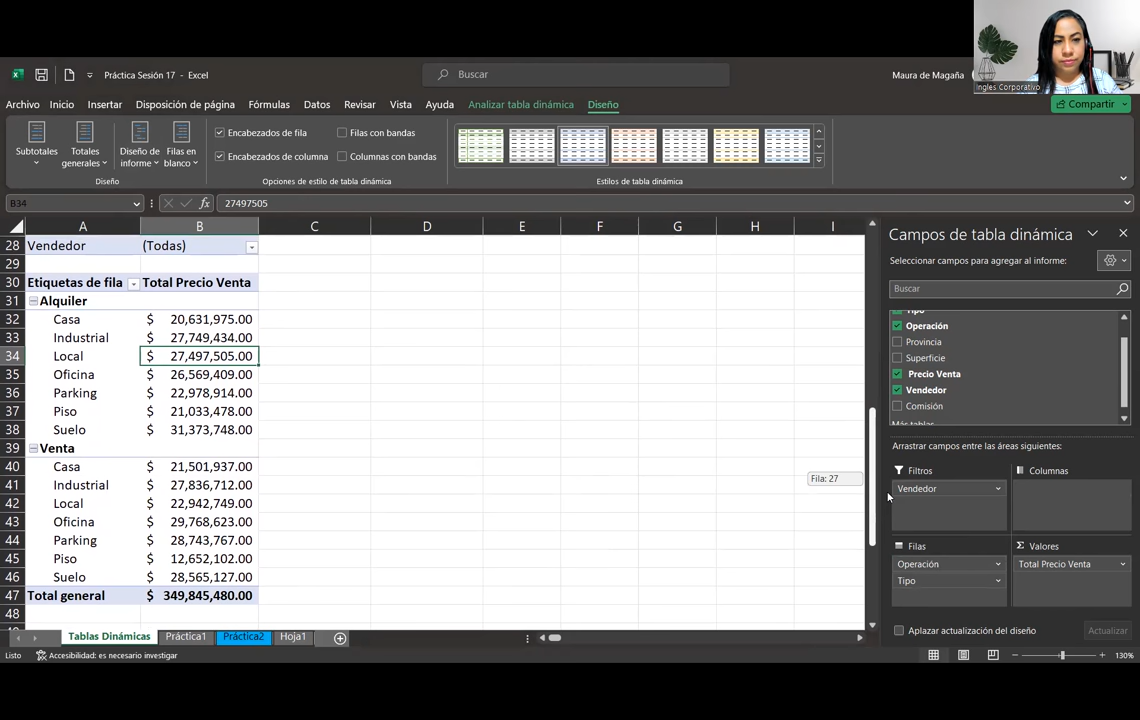 Práctica Sesión 17 - Excel
Buscar
Maura de Magaña
Ingles Corporativo
Archivo Inicio Insertar Disposición de página Fórmulas Datos Revisar Vista Ayuda Analizar tabla dinámica Diseño
Compartir
Subtotales
Totales generales
Diseño de informe
Filas en blanco
Encabezados de fila
Filas con bandas
Encabezados de columna
Columnas con bandas
Diseño
Opciones de estilo de tabla dinámica
Estilos de tabla dinámica
B34 fx 27497505
A B C D E F G H I
28 Vendedor (Todas)
29
30 Etiquetas de fila Total Precio Venta
31 Alquiler
32 Casa $ 20,631,975.00
33 Industrial $ 27,749,434.00
34 Local $ 27,497,505.00
35 Oficina $ 26,569,409.00
36 Parking $ 22,978,914.00
37 Piso $ 21,033,478.00
38 Suelo $ 31,373,748.00
39 Venta
40 Casa $ 21,501,937.00
41 Industrial $ 27,836,712.00
42 Local $ 22,942,749.00
43 Oficina $ 29,768,623.00
44 Parking $ 28,743,767.00
45 Piso $ 12,652,102.00
46 Suelo $ 28,565,127.00
47 Total general $ 349,845,480.00
48
Fila: 27
Campos de tabla dinámica
Seleccionar campos para agregar al informe:
Buscar
Tipo
Operación
Provincia
Superficie
Precio Venta
Vendedor
Comisión
Más tablas
Arrastrar campos entre las áreas siguientes:
Filtros
Columnas
Vendedor
Filas
Σ Valores
Operación
Total Precio Venta
Tipo
Aplazar actualización del diseño
Actualizar
Tablas Dinámicas Práctica1 Práctica2 Hoja1
Listo
Accesibilidad: es necesario investigar
130%